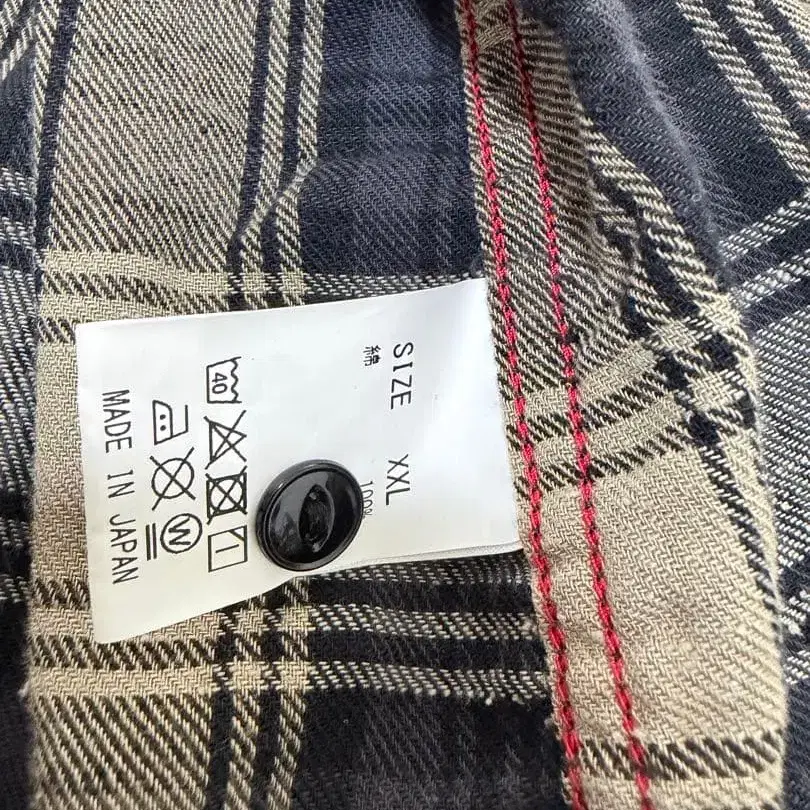 SIZE XXL
綿 100%
40
W
MADE IN JAPAN